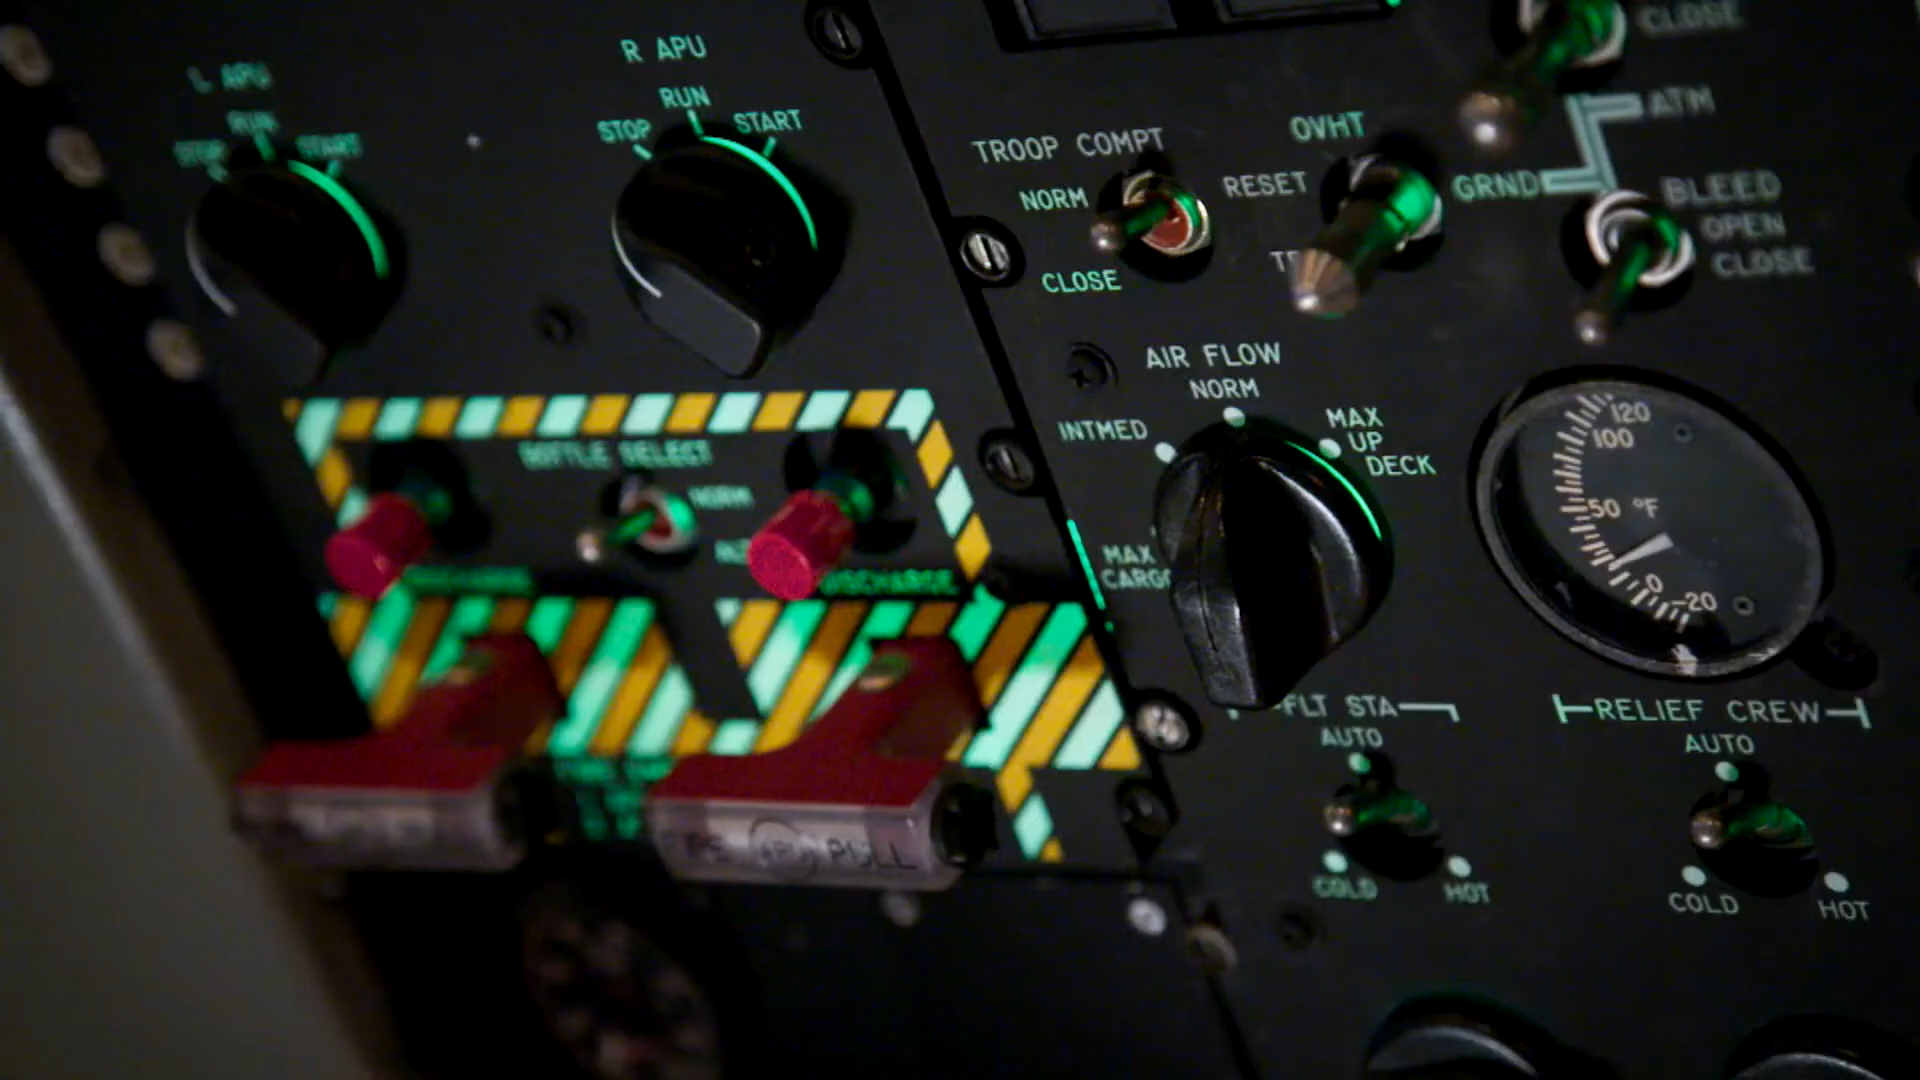 L APU
RUN
STOP START
R APU
RUN
STOP START
BOTTLE SELECT
NORM
DISCHARGE
PULL
CLOSE
ATM
TROOP COMPT
NORM
CLOSE
OVHT
RESET
GRND
BLEED
OPEN
CLOSE
AIR FLOW
NORM
INTMED
MAX
UP
DECK
MAX
120
100
50 °F
0
-20
FLT STA
AUTO
COLD HOT
RELIEF CREW
AUTO
COLD HOT